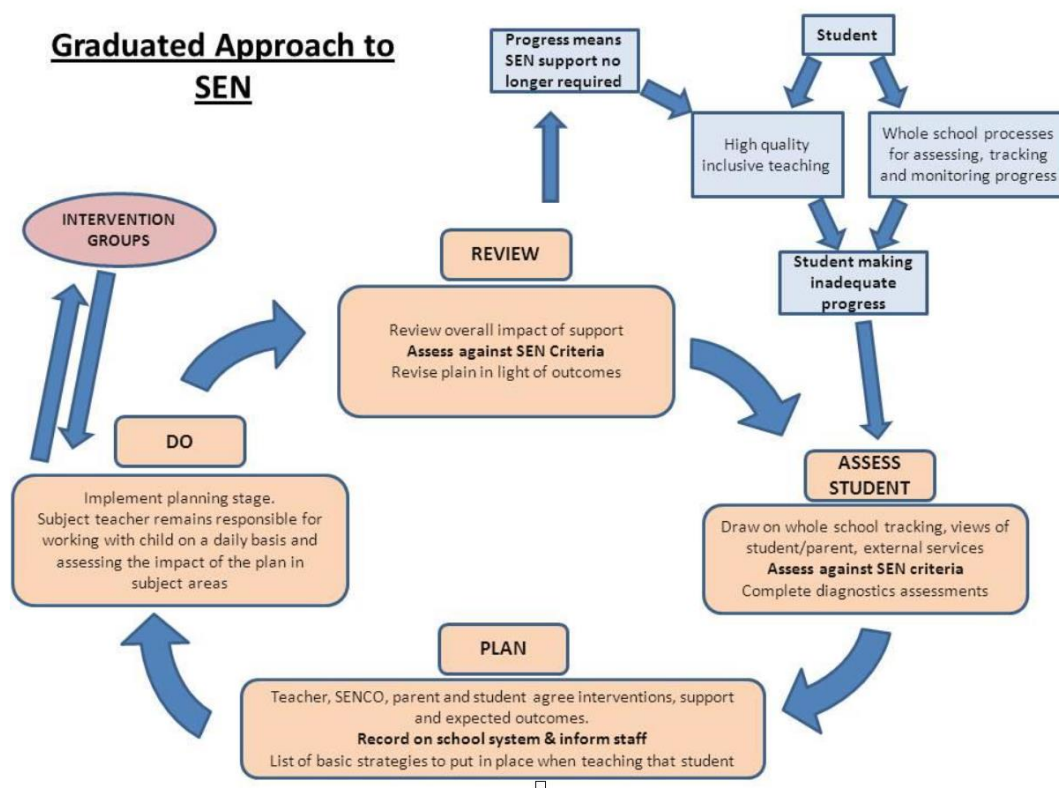 Graduated Approach to
SEN
Progress means
SEN support no
longer required
Student
High quality
inclusive teaching
Whole school processes
for assessing, tracking
and monitoring progress
Student making
inadequate
progress
INTERVENTION
GROUPS
REVIEW
Review overall impact of support
Assess against SEN Criteria
Revise plain in light of outcomes
DO
Implement planning stage.
Subject teacher remains responsible for
working with child on a daily basis and
assessing the impact of the plan in
subject areas
ASSESS
STUDENT
Draw on whole school tracking, views of
student/parent, external services
Assess against SEN criteria
Complete diagnostics assessments
PLAN
Teacher, SENCO, parent and student agree interventions, support
and expected outcomes.
Record on school system & inform staff
List of basic strategies to put in place when teaching that student